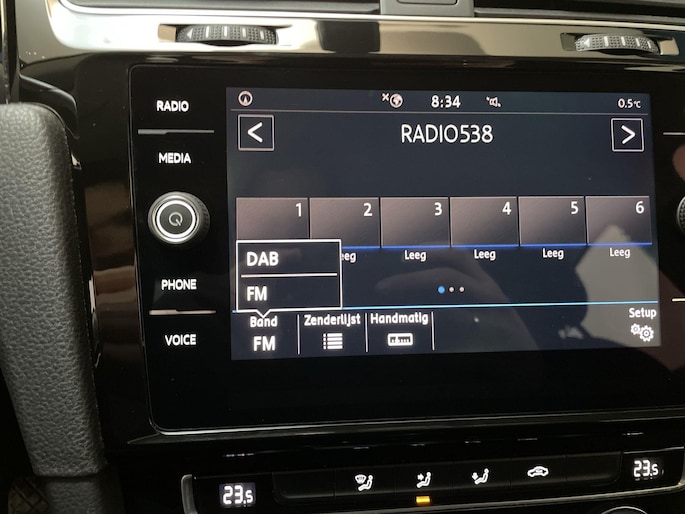 RADIO
MEDIA
PHONE
VOICE
8:34
0.5°C
<
RADIO538
>
1 2 3 4 5 6
eeg Leeg Leeg Leeg Leeg
DAB
FM
Band Zenderlijst Handmatig Setup
FM
23.5 23.5